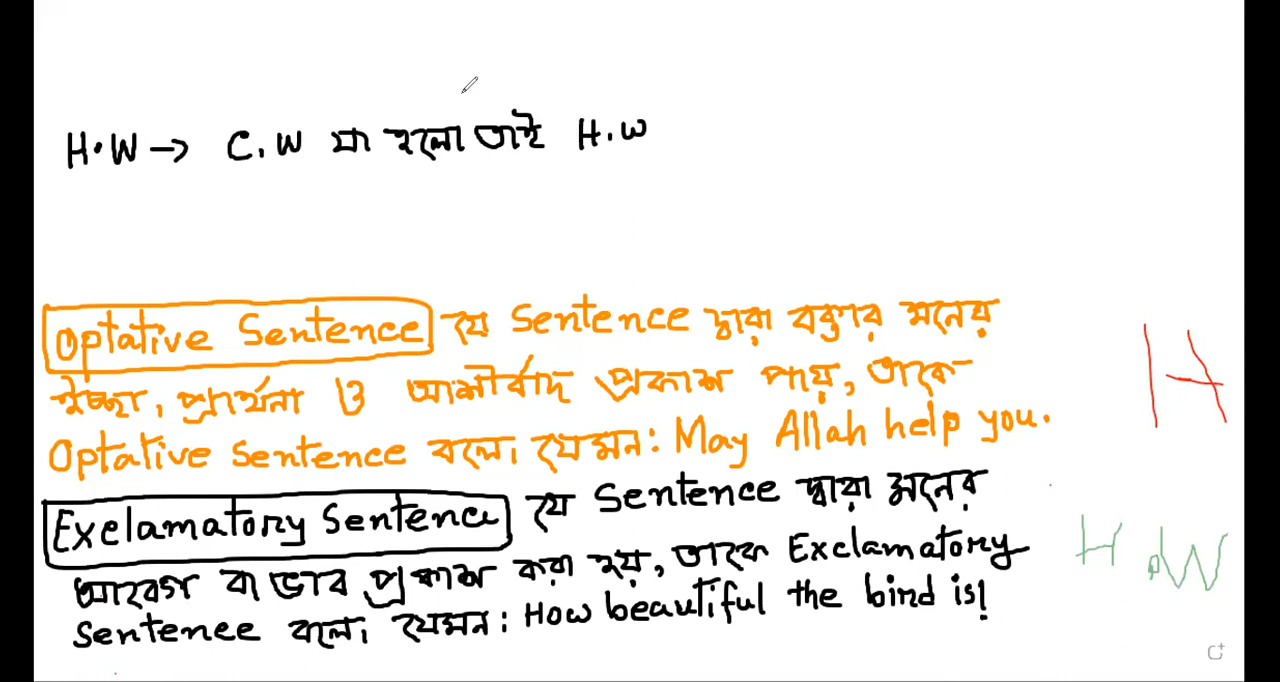 H.W → C.W যা হলো তাই H.W
Optative Sentence যে Sentence দ্বারা বক্তার মনের
ইচ্ছা, প্রার্থনা ও আশীর্বাদ প্রকাশ পায়, তাকে
Optative Sentence বলে। যেমন: May Allah help you.
Exclamatory Sentence যে Sentence দ্বারা মনের
আবেগ বা ভাব প্রকাশ করা হয়, তাকে Exclamatory
Sentence বলে। যেমন: How beautiful the bird is!
H
H.W